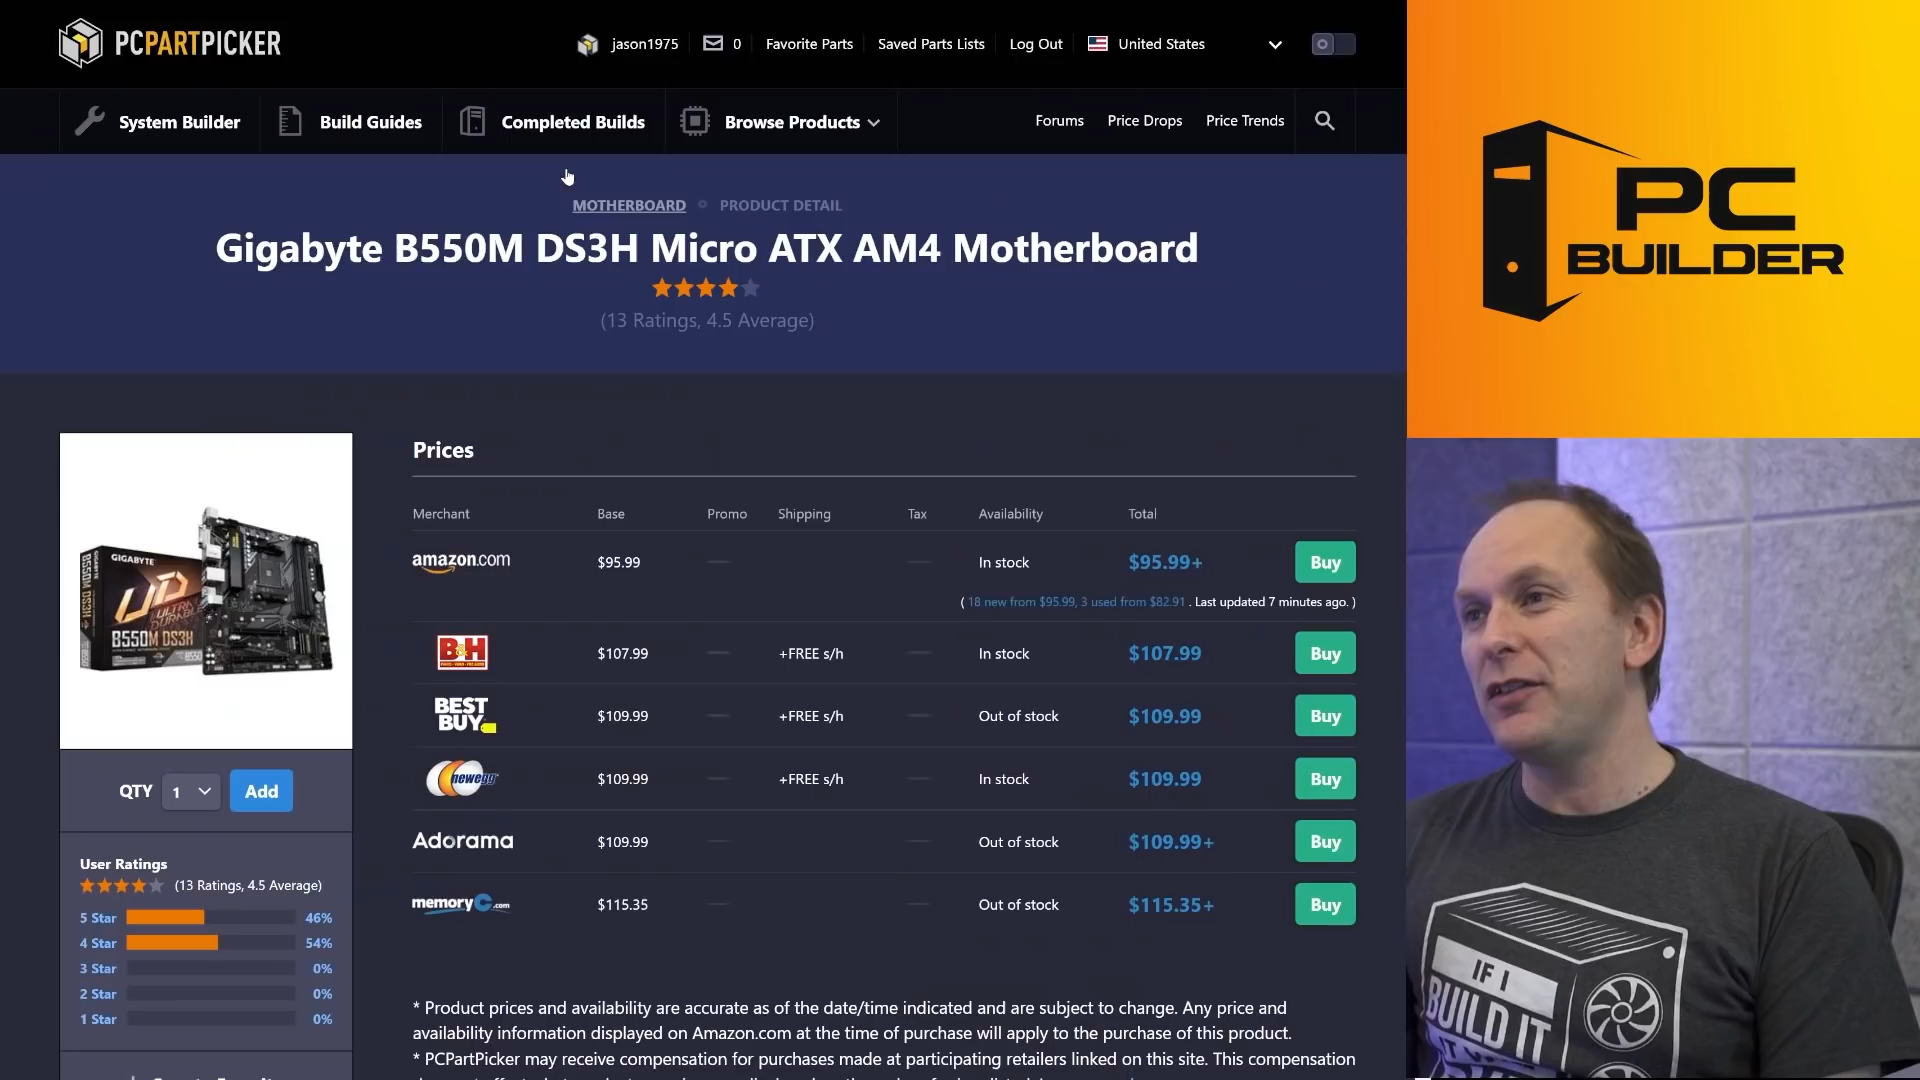 PCPARTPICKER
jason1975
0
Favorite Parts
Saved Parts Lists
Log Out
United States
System Builder
Build Guides
Completed Builds
Browse Products
Forums
Price Drops
Price Trends
MOTHERBOARD
PRODUCT DETAIL
Gigabyte B550M DS3H Micro ATX AM4 Motherboard
(13 Ratings, 4.5 Average)
PC
BUILDER
GIGABYTE
UD
ULTRA
DURABLE
B550M DS3H
B550M DS3H
QTY 1 Add
User Ratings
(13 Ratings, 4.5 Average)
5 Star 46%
4 Star 54%
3 Star 0%
2 Star 0%
1 Star 0%
Prices
Merchant Base Promo Shipping Tax Availability Total
amazon.com $95.99 — — In stock $95.99+ Buy
( 18 new from $95.99, 3 used from $82.91 . Last updated 7 minutes ago. )
B&H $107.99 — +FREE s/h — In stock $107.99 Buy
BEST BUY $109.99 — +FREE s/h — Out of stock $109.99 Buy
newegg $109.99 — +FREE s/h — In stock $109.99 Buy
Adorama $109.99 — — Out of stock $109.99+ Buy
memoryC.com $115.35 — — Out of stock $115.35+ Buy
* Product prices and availability are accurate as of the date/time indicated and are subject to change. Any price and
availability information displayed on Amazon.com at the time of purchase will apply to the purchase of this product.
* PCPartPicker may receive compensation for purchases made at participating retailers linked on this site. This compensation
IF I
BUILD IT